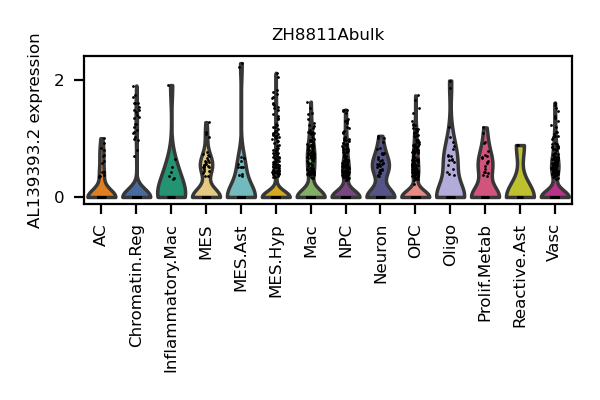 ZH8811Abulk
AL139393.2 expression
2
0
AC
Chromatin.Reg
Inflammatory.Mac
MES
MES.Ast
MES.Hyp
Mac
NPC
Neuron
OPC
Oligo
Prolif.Metab
Reactive.Ast
Vasc